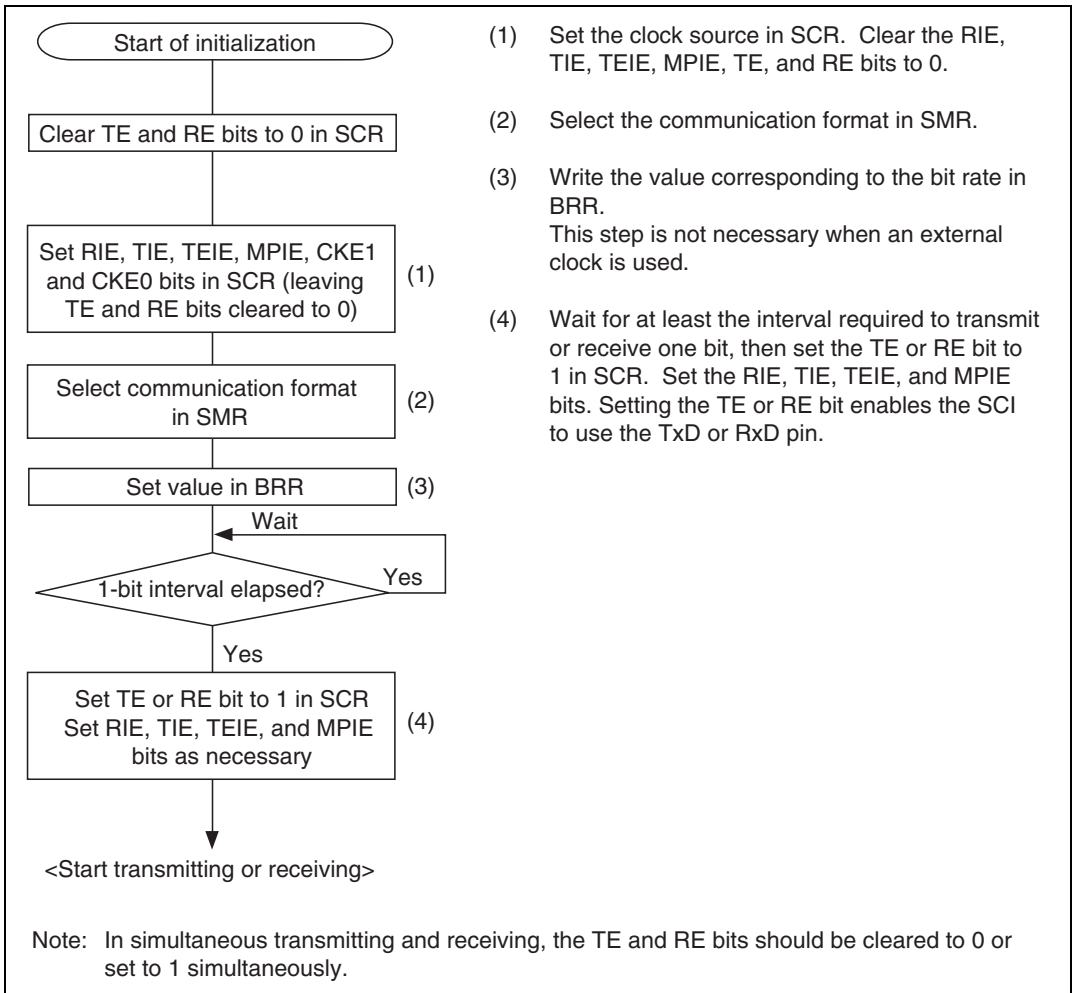 Start of initialization
Clear TE and RE bits to 0 in SCR
Set RIE, TIE, TEIE, MPIE, CKE1
and CKE0 bits in SCR (leaving
TE and RE bits cleared to 0)
(1)
Select communication format
in SMR
(2)
Set value in BRR
(3)
Wait
1-bit interval elapsed?
Yes
Yes
Set TE or RE bit to 1 in SCR
Set RIE, TIE, TEIE, and MPIE
bits as necessary
(4)
<Start transmitting or receiving>
(1) Set the clock source in SCR. Clear the RIE,
TIE, TEIE, MPIE, TE, and RE bits to 0.
(2) Select the communication format in SMR.
(3) Write the value corresponding to the bit rate in
BRR.
This step is not necessary when an external
clock is used.
(4) Wait for at least the interval required to transmit
or receive one bit, then set the TE or RE bit to
1 in SCR. Set the RIE, TIE, TEIE, and MPIE
bits. Setting the TE or RE bit enables the SCI
to use the TxD or RxD pin.
Note: In simultaneous transmitting and receiving, the TE and RE bits should be cleared to 0 or
set to 1 simultaneously.